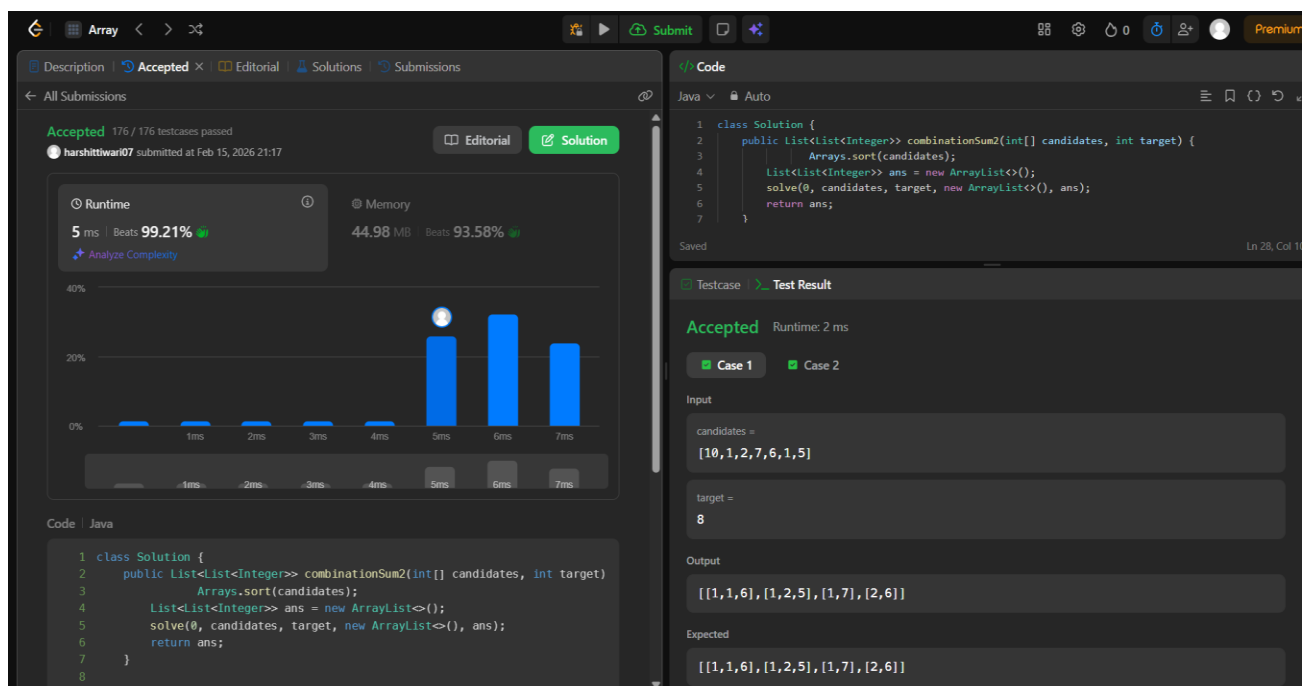 Array
Submit
0
Premium
Description
Accepted
Editorial
Solutions
Submissions
All Submissions
Accepted 176 / 176 testcases passed
harshittiwari07 submitted at Feb 15, 2026 21:17
Editorial
Solution
Runtime
5 ms Beats 99.21%
Analyze Complexity
Memory
44.98 MB Beats 93.58%
40%
20%
0%
1ms 2ms 3ms 4ms 5ms 6ms 7ms
1ms 2ms 3ms 4ms 5ms 6ms 7ms
Code | Java
1 class Solution {
2 public List<List<Integer>> combinationSum2(int[] candidates, int target)
3 Arrays.sort(candidates);
4 List<List<Integer>> ans = new ArrayList<>();
5 solve(0, candidates, target, new ArrayList<>(), ans);
6 return ans;
7 }
8
</> Code
Java Auto
1 class Solution {
2 public List<List<Integer>> combinationSum2(int[] candidates, int target) {
3 Arrays.sort(candidates);
4 List<List<Integer>> ans = new ArrayList<>();
5 solve(0, candidates, target, new ArrayList<>(), ans);
6 return ans;
7 }
Saved
Ln 28, Col 10
Testcase
>_ Test Result
Accepted Runtime: 2 ms
Case 1
Case 2
Input
candidates =
[10,1,2,7,6,1,5]
target =
8
Output
[[1,1,6],[1,2,5],[1,7],[2,6]]
Expected
[[1,1,6],[1,2,5],[1,7],[2,6]]